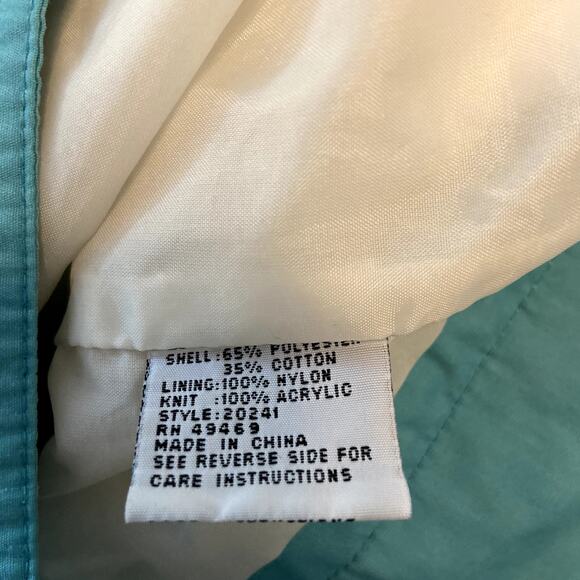 SHELL:65% POLYESTER
35% COTTON
LINING:100% NYLON
KNIT :100% ACRYLIC
STYLE:20241
RN 49469
MADE IN CHINA
SEE REVERSE SIDE FOR
CARE INSTRUCTIONS